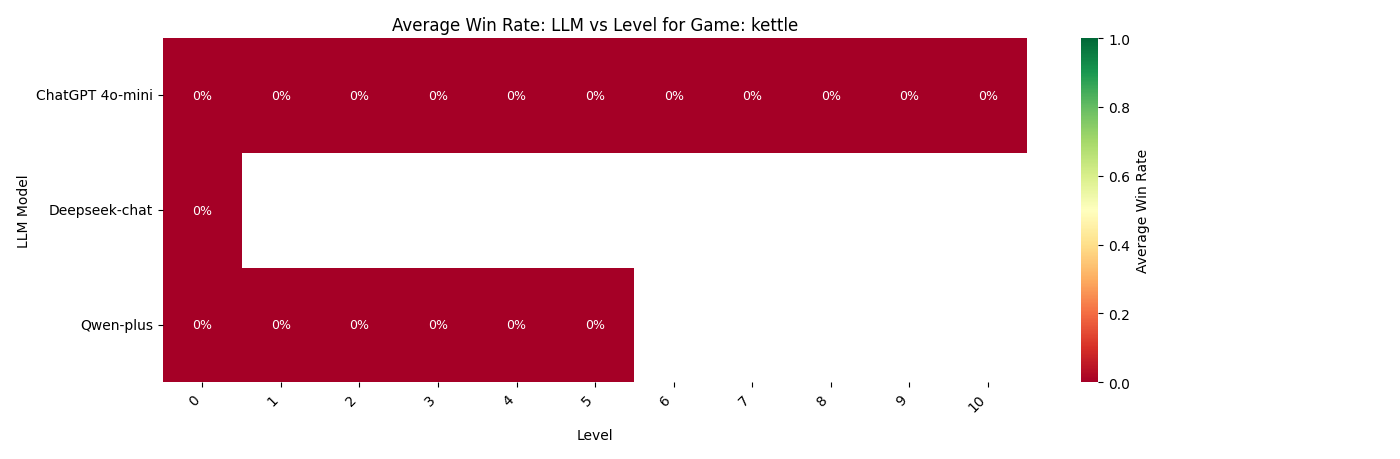 Average Win Rate: LLM vs Level for Game: kettle
LLM Model
ChatGPT 4o-mini
0% 0% 0% 0% 0% 0% 0% 0% 0% 0% 0%
Deepseek-chat
0%
Qwen-plus
0% 0% 0% 0% 0% 0%
0 1 2 3 4 5 6 7 8 9 10
Level
1.0
0.8
0.6
0.4
0.2
0.0
Average Win Rate